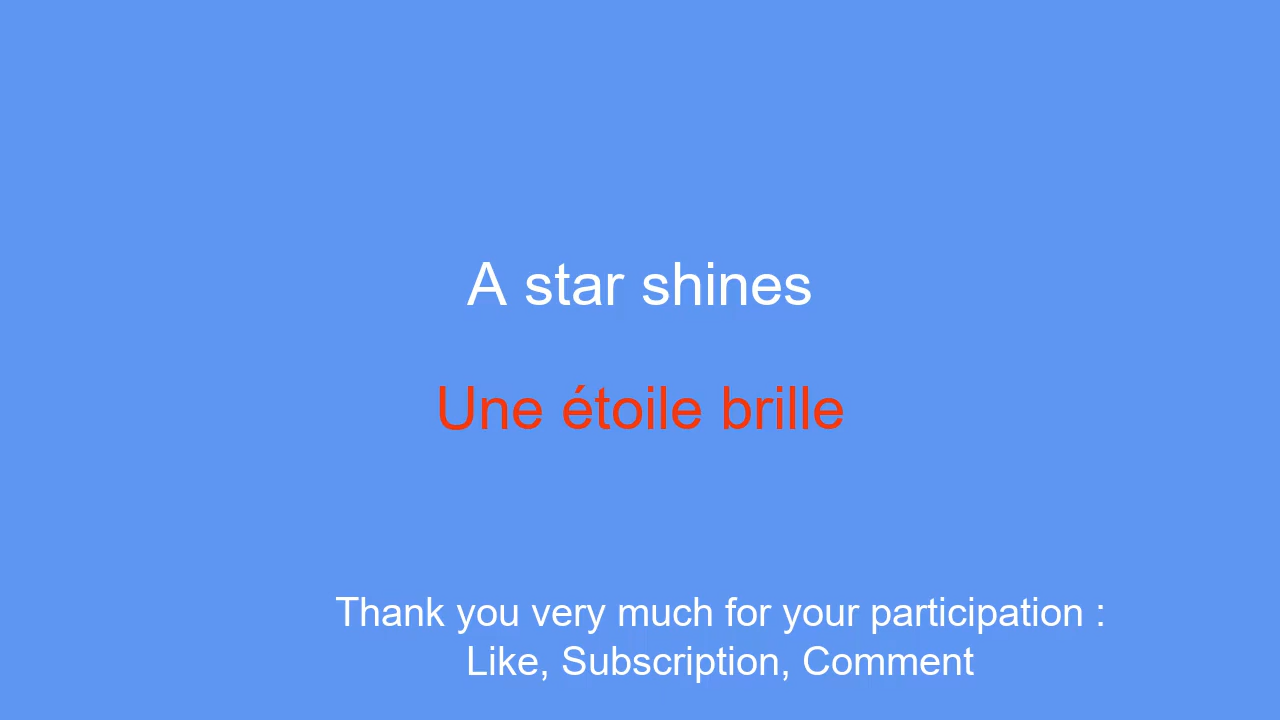 A star shines
Une étoile brille
Thank you very much for your participation :
Like, Subscription, Comment